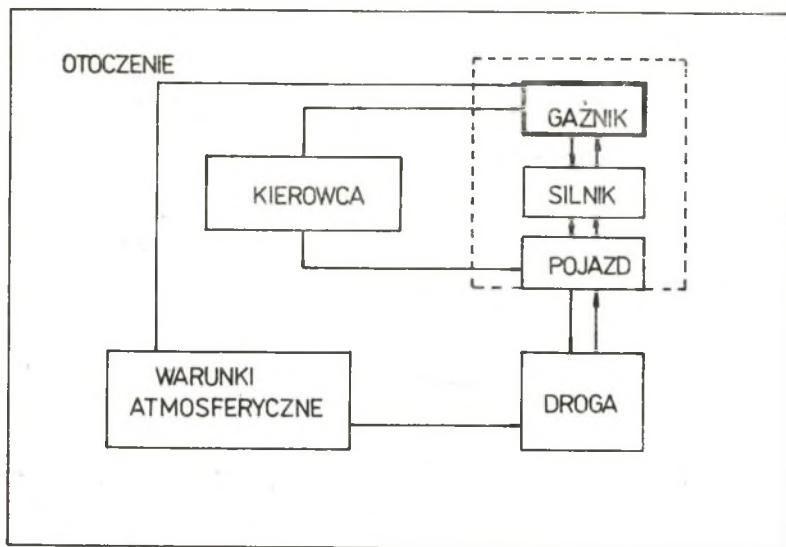 OTOCZENIE
GAŹNIK
KIEROWCA
SILNIK
POJAZD
WARUNKI
ATMOSFERYCZNE
DROGA